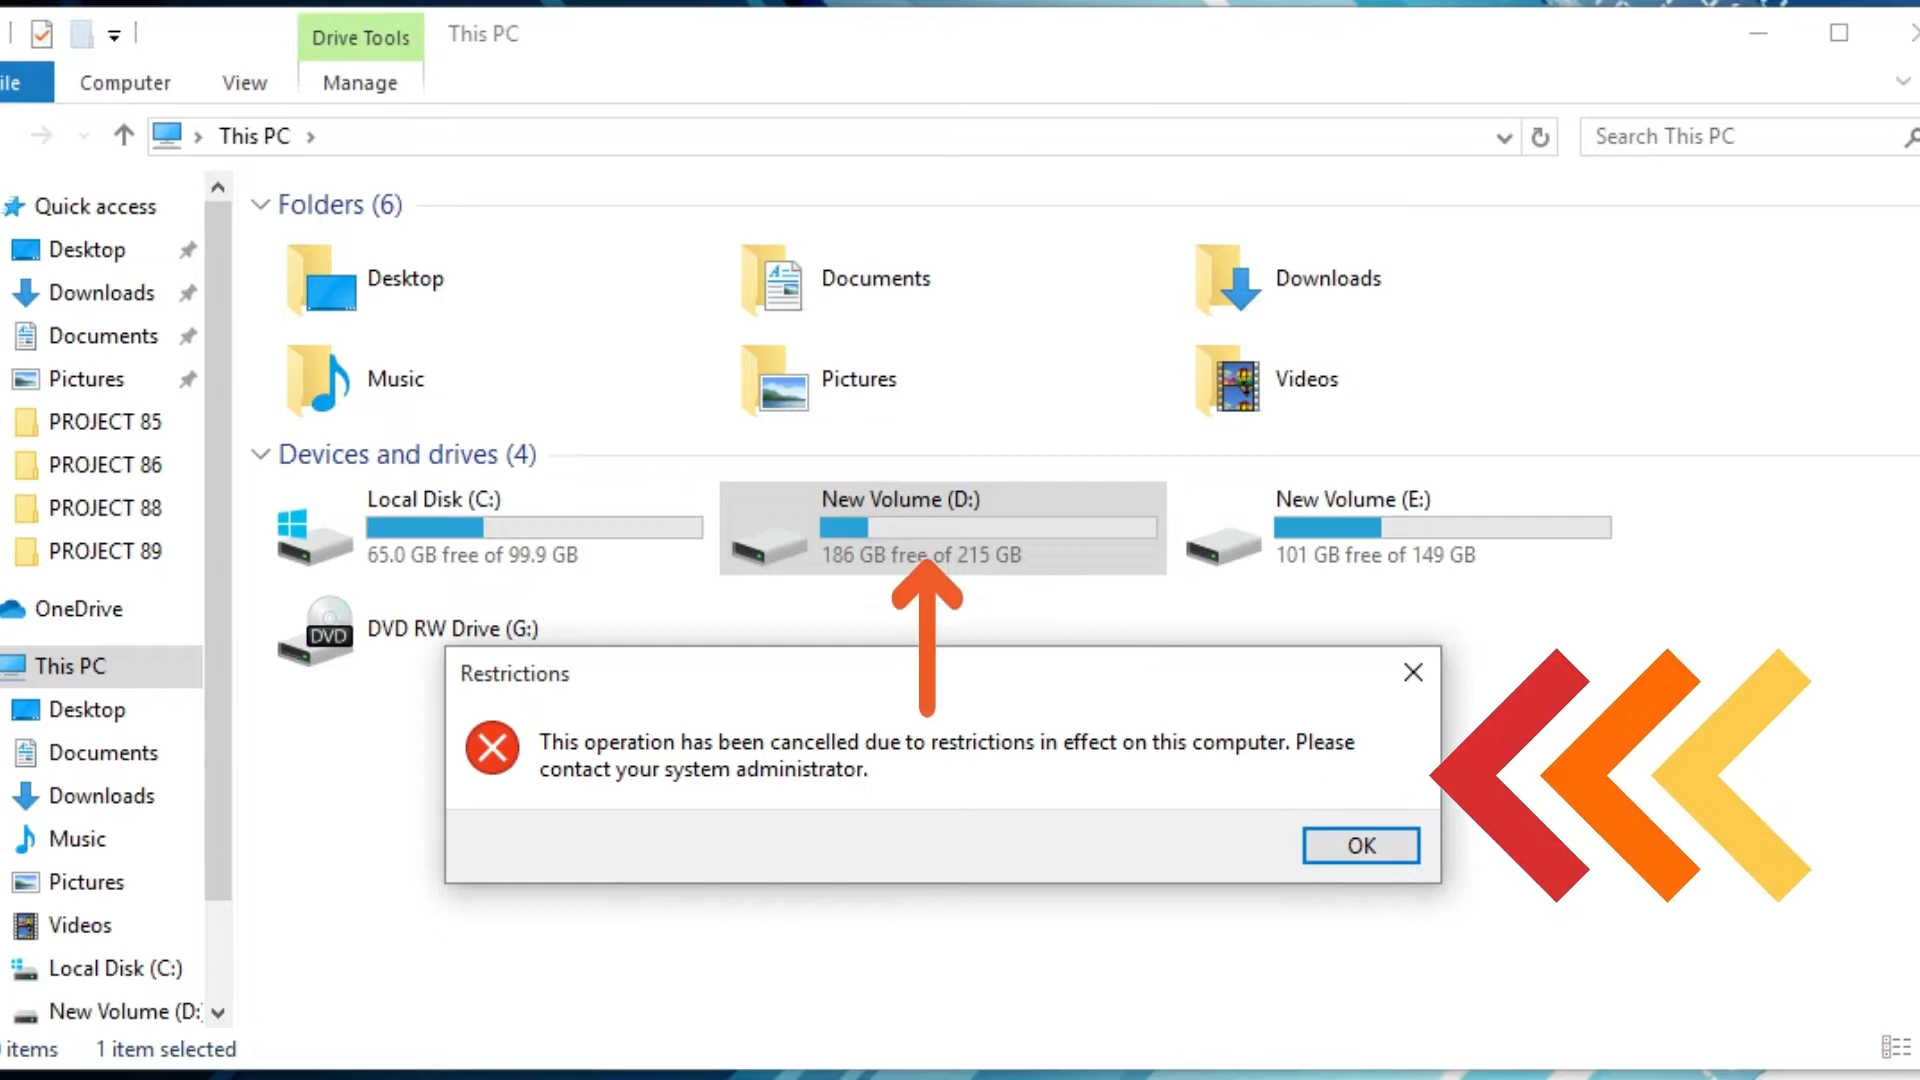 Drive Tools
This PC
ile
Computer
View
Manage
This PC
Search This PC
Quick access
Desktop
Downloads
Documents
Pictures
PROJECT 85
PROJECT 86
PROJECT 88
PROJECT 89
OneDrive
This PC
Desktop
Documents
Downloads
Music
Pictures
Videos
Local Disk (C:)
New Volume (D:
Folders (6)
Desktop
Documents
Downloads
Music
Pictures
Videos
Devices and drives (4)
Local Disk (C:)
65.0 GB free of 99.9 GB
New Volume (D:)
186 GB free of 215 GB
New Volume (E:)
101 GB free of 149 GB
DVD
DVD RW Drive (G:)
Restrictions
This operation has been cancelled due to restrictions in effect on this computer. Please
contact your system administrator.
OK
items
1 item selected